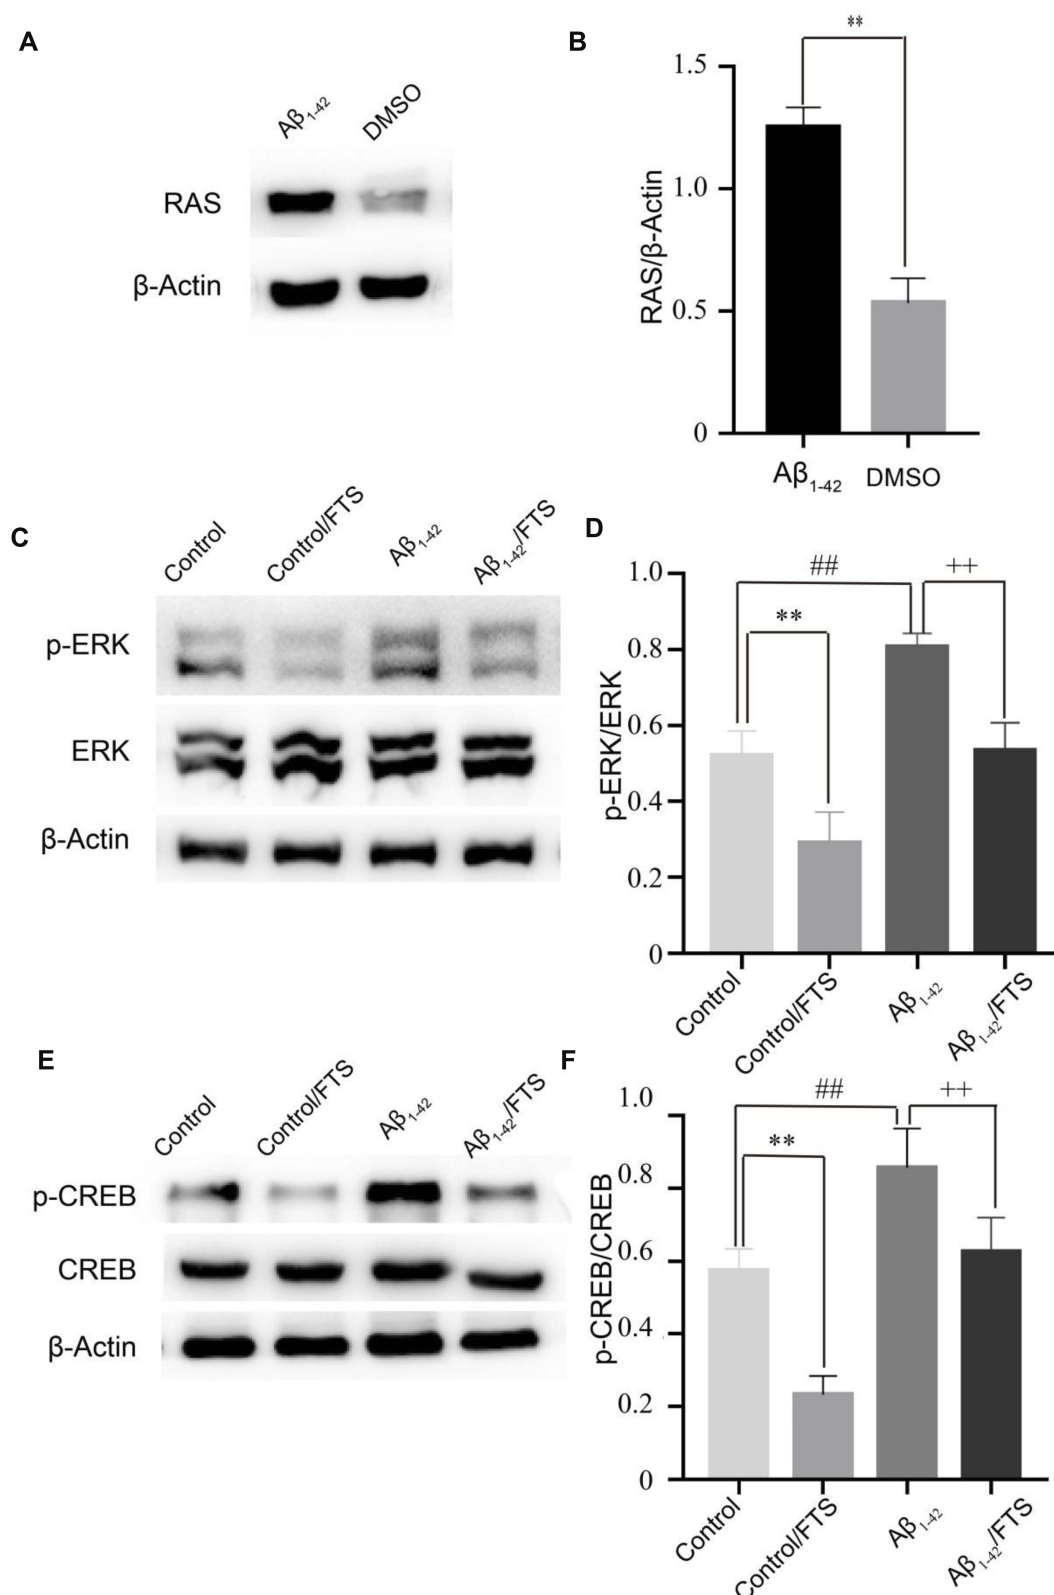 A
Aβ1-42
DMSO
RAS
β-Actin
B
**
1.5
1.0
0.5
0
RAS/β-Actin
Aβ1-42
DMSO
C
Control
Control/FTS
Aβ1-42
Aβ1-42/FTS
p-ERK
ERK
β-Actin
D
##
++
**
1.0
0.8
0.6
0.4
0.2
0
p-ERK/ERK
Control
Control/FTS
Aβ1-42
Aβ1-42/FTS
E
Control
Control/FTS
Aβ1-42
Aβ1-42/FTS
p-CREB
CREB
β-Actin
F
##
++
**
1.0
0.8
0.6
0.4
0.2
0
p-CREB/CREB
Control
Control/FTS
Aβ1-42
Aβ1-42/FTS